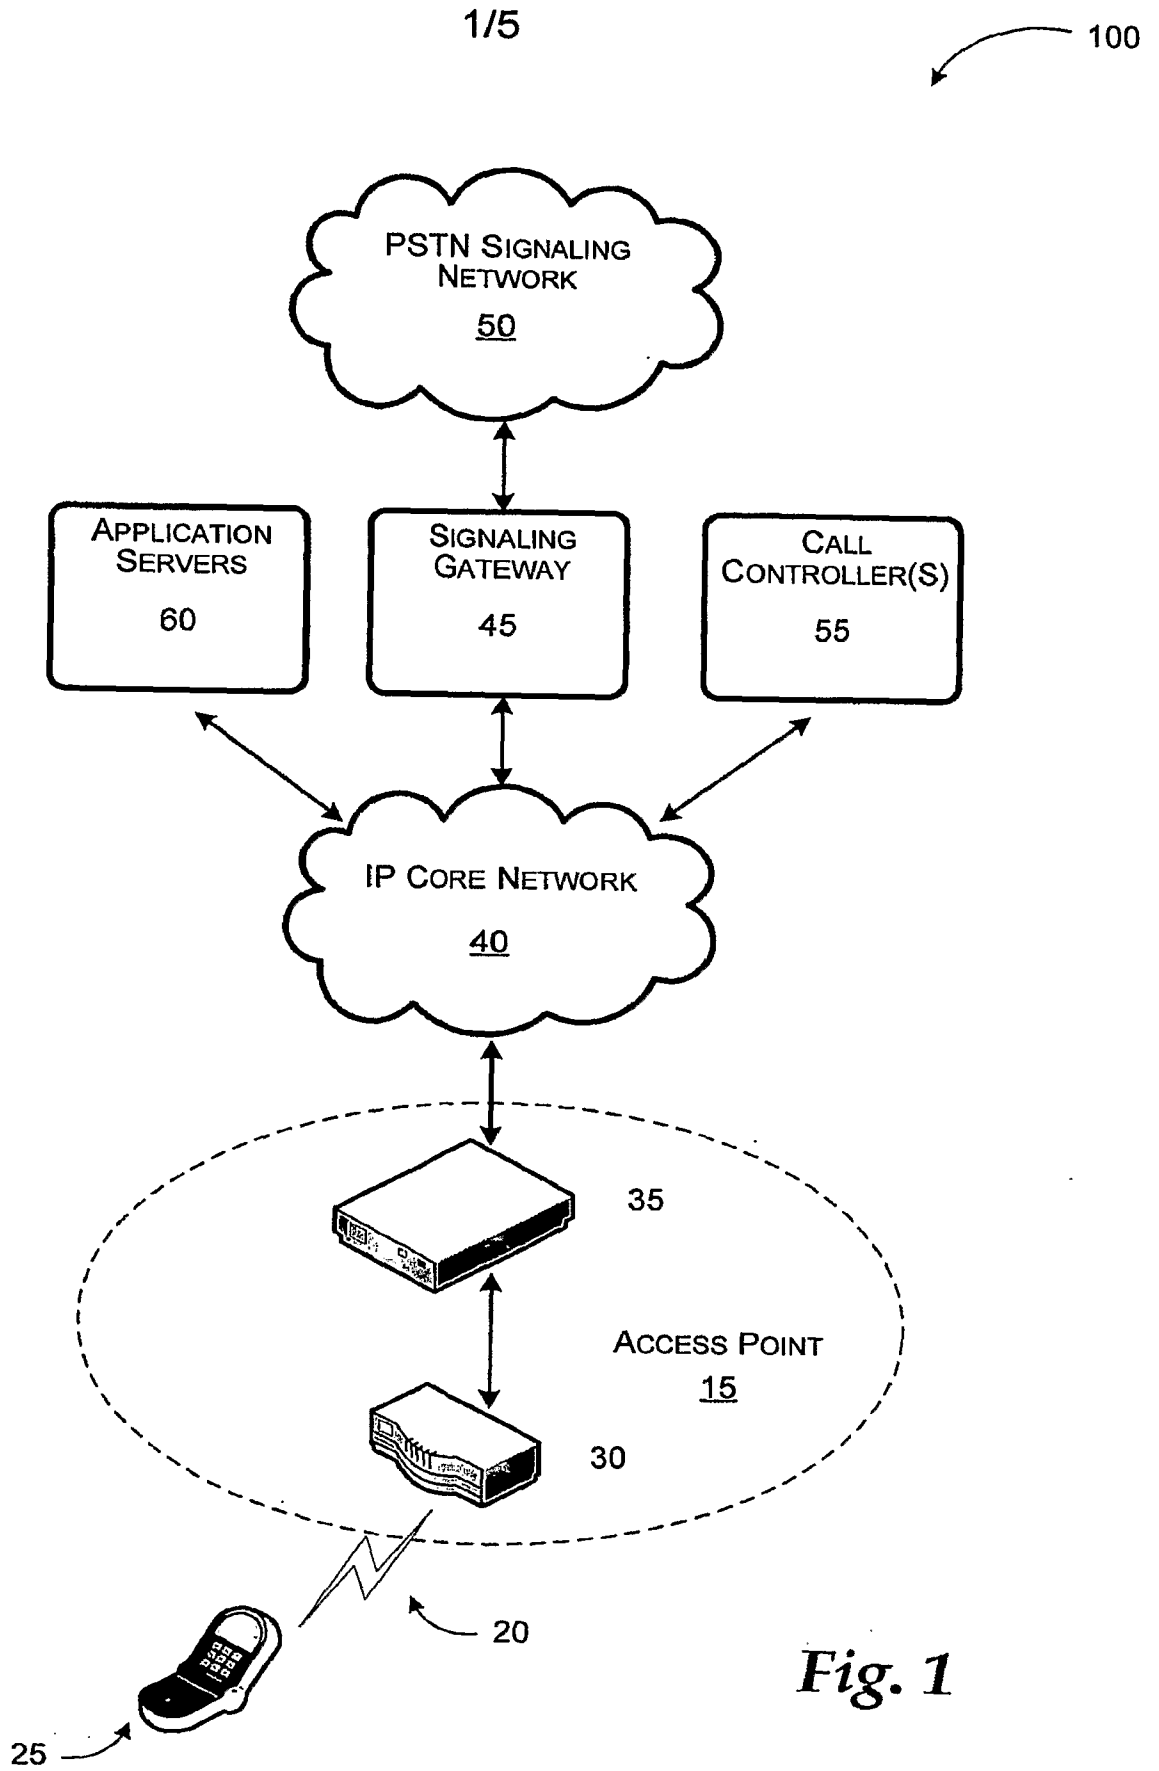 1/5
100
PSTN SIGNALING
NETWORK
50
APPLICATION
SERVERS
60
SIGNALING
GATEWAY
45
CALL
CONTROLLER(S)
55
IP CORE NETWORK
40
35
ACCESS POINT
15
30
20
25
Fig. 1